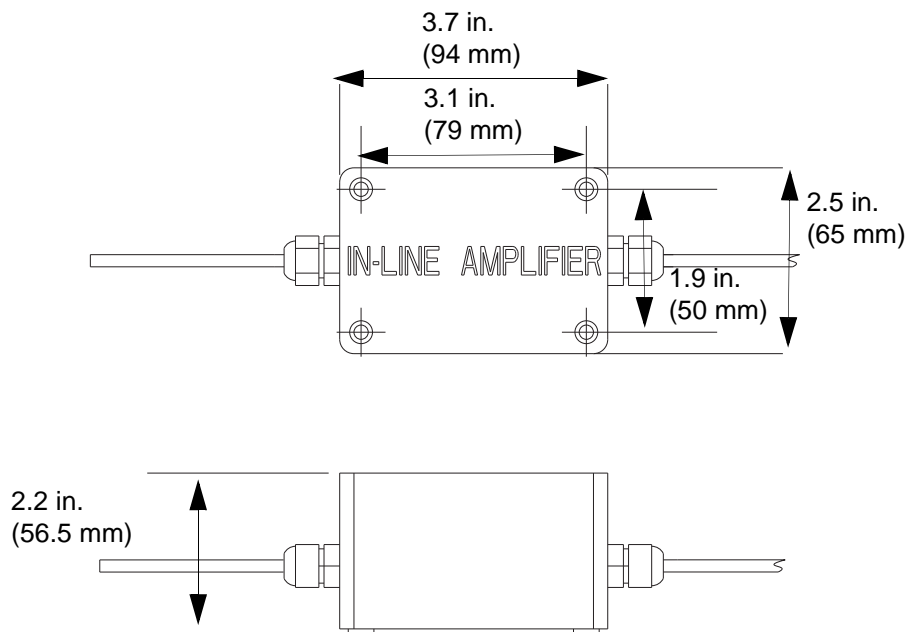 3.7 in.
(94 mm)
3.1 in.
(79 mm)
2.5 in.
(65 mm)
IN-LINE AMPLIFIER
1.9 in.
(50 mm)
2.2 in.
(56.5 mm)